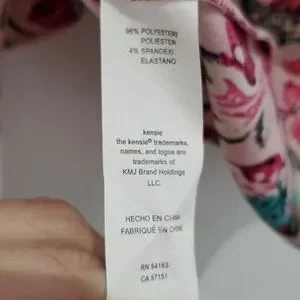 96% POLYESTER/
POLIESTER
4% SPANDEX/
ELASTANO
kensie
the kensie® trademarks,
names, and logos are
trademarks of
KMJ Brand Holdings
LLC.
HECHO EN CHINA
FABRIQUÉ EN CHINE
RN 54163
CA 57151